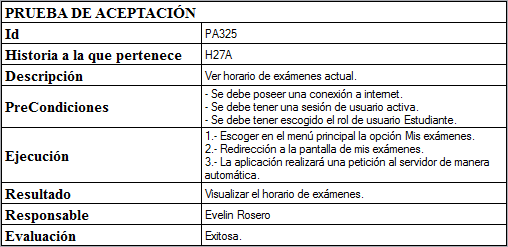 PRUEBA DE ACEPTACIÓN
Id PA325
Historia a la que pertenece H27A
Descripción Ver horario de exámenes actual.
PreCondiciones - Se debe poseer una conexión a internet.
- Se debe tener una sesión de usuario activa.
- Se debe tener escogido el rol de usuario Estudiante.
Ejecución 1.- Escoger en el menú principal la opción Mis exámenes.
2.- Redirección a la pantalla de mis exámenes.
3.- La aplicación realizará una petición al servidor de manera
automática.
Resultado Visualizar el horario de exámenes.
Responsable Evelin Rosero
Evaluación Exitosa.